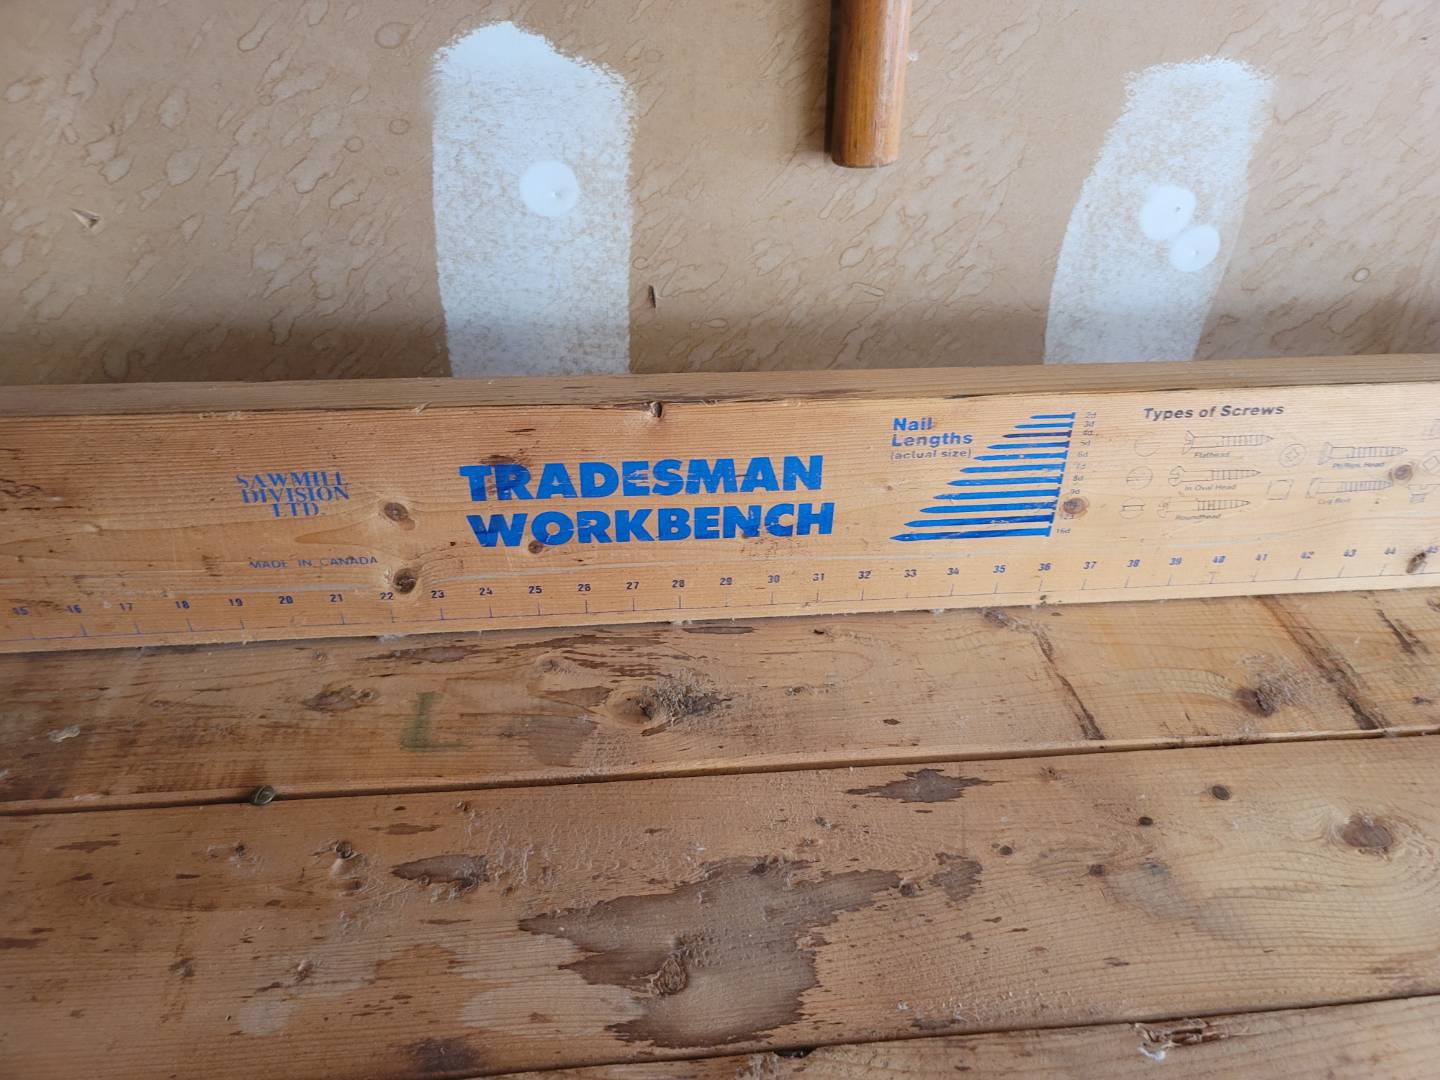 SAWMILL
DIVISION
LTD.
MADE IN CANADA
TRADESMAN
WORKBENCH
Nail
Lengths
(actual size)
2d
3d
4d
5d
6d
7d
8d
9d
16d
Types of Screws
Flathead
Phillips Head
In Oval Head
Lag Bolt
Roundhead
15 16 17 18 19 20 21 22 23 24 25 26 27 28 29 30 31 32 33 34 35 36 37 38 39 40 41 42 43 44 45
L